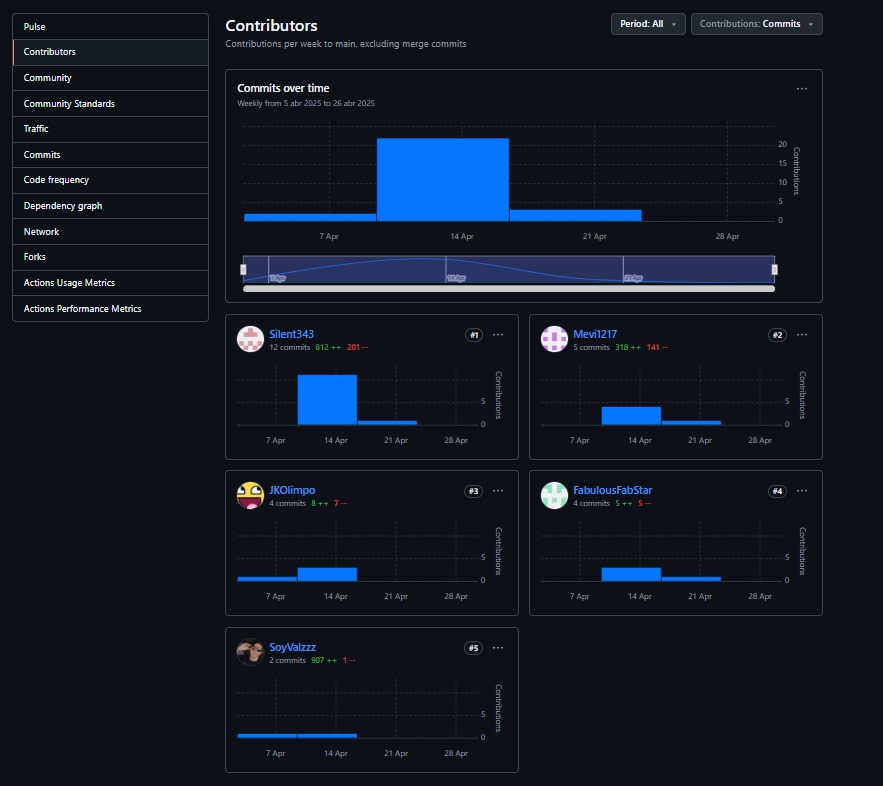 Pulse
Contributors
Community
Community Standards
Traffic
Commits
Code frequency
Dependency graph
Network
Forks
Actions Usage Metrics
Actions Performance Metrics
Contributors
Contributions per week to main, excluding merge commits
Period: All
Contributions: Commits
Commits over time
Weekly from 5 abr 2025 to 26 abr 2025
20
15
10
5
0
Contributions
7 Apr 14 Apr 21 Apr 28 Apr
7 Apr 14 Apr 21 Apr
Silent343 #1
12 commits 812 ++ 201 --
5
0
Contributions
7 Apr 14 Apr 21 Apr 28 Apr
Mevi1217 #2
5 commits 318 ++ 141 --
5
0
Contributions
7 Apr 14 Apr 21 Apr 28 Apr
JKOlimpo #3
4 commits 8 ++ 7 --
5
0
Contributions
7 Apr 14 Apr 21 Apr 28 Apr
FabulousFabStar #4
4 commits 5 ++ 5 --
5
0
Contributions
7 Apr 14 Apr 21 Apr 28 Apr
SoyValzzz #5
2 commits 907 ++ 1 --
5
0
Contributions
7 Apr 14 Apr 21 Apr 28 Apr